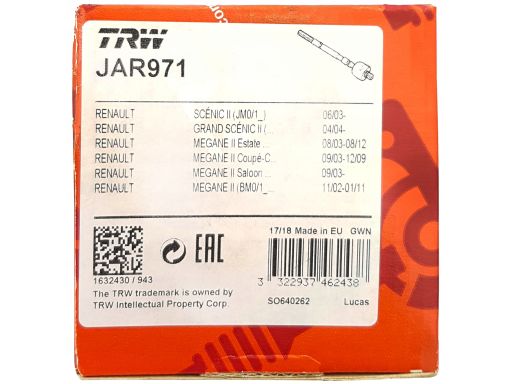 TRW
JAR971
RENAULT SCÉNIC II (JM0/1_) 06/03-
RENAULT GRAND SCÉNIC II (... 04/04-
RENAULT MEGANE II Estate ... 08/03-08/12
RENAULT MEGANE II Coupé-C... 09/03-12/09
RENAULT MEGANE II Saloon ... 09/03-
RENAULT MEGANE II (BM0/1_... 11/02-01/11
17/18 Made in EU GWN
EAC
1632430 / 943
3 322937 462438
The TRW trademark is owned by
TRW Intellectual Property Corp.
SO640262 Lucas